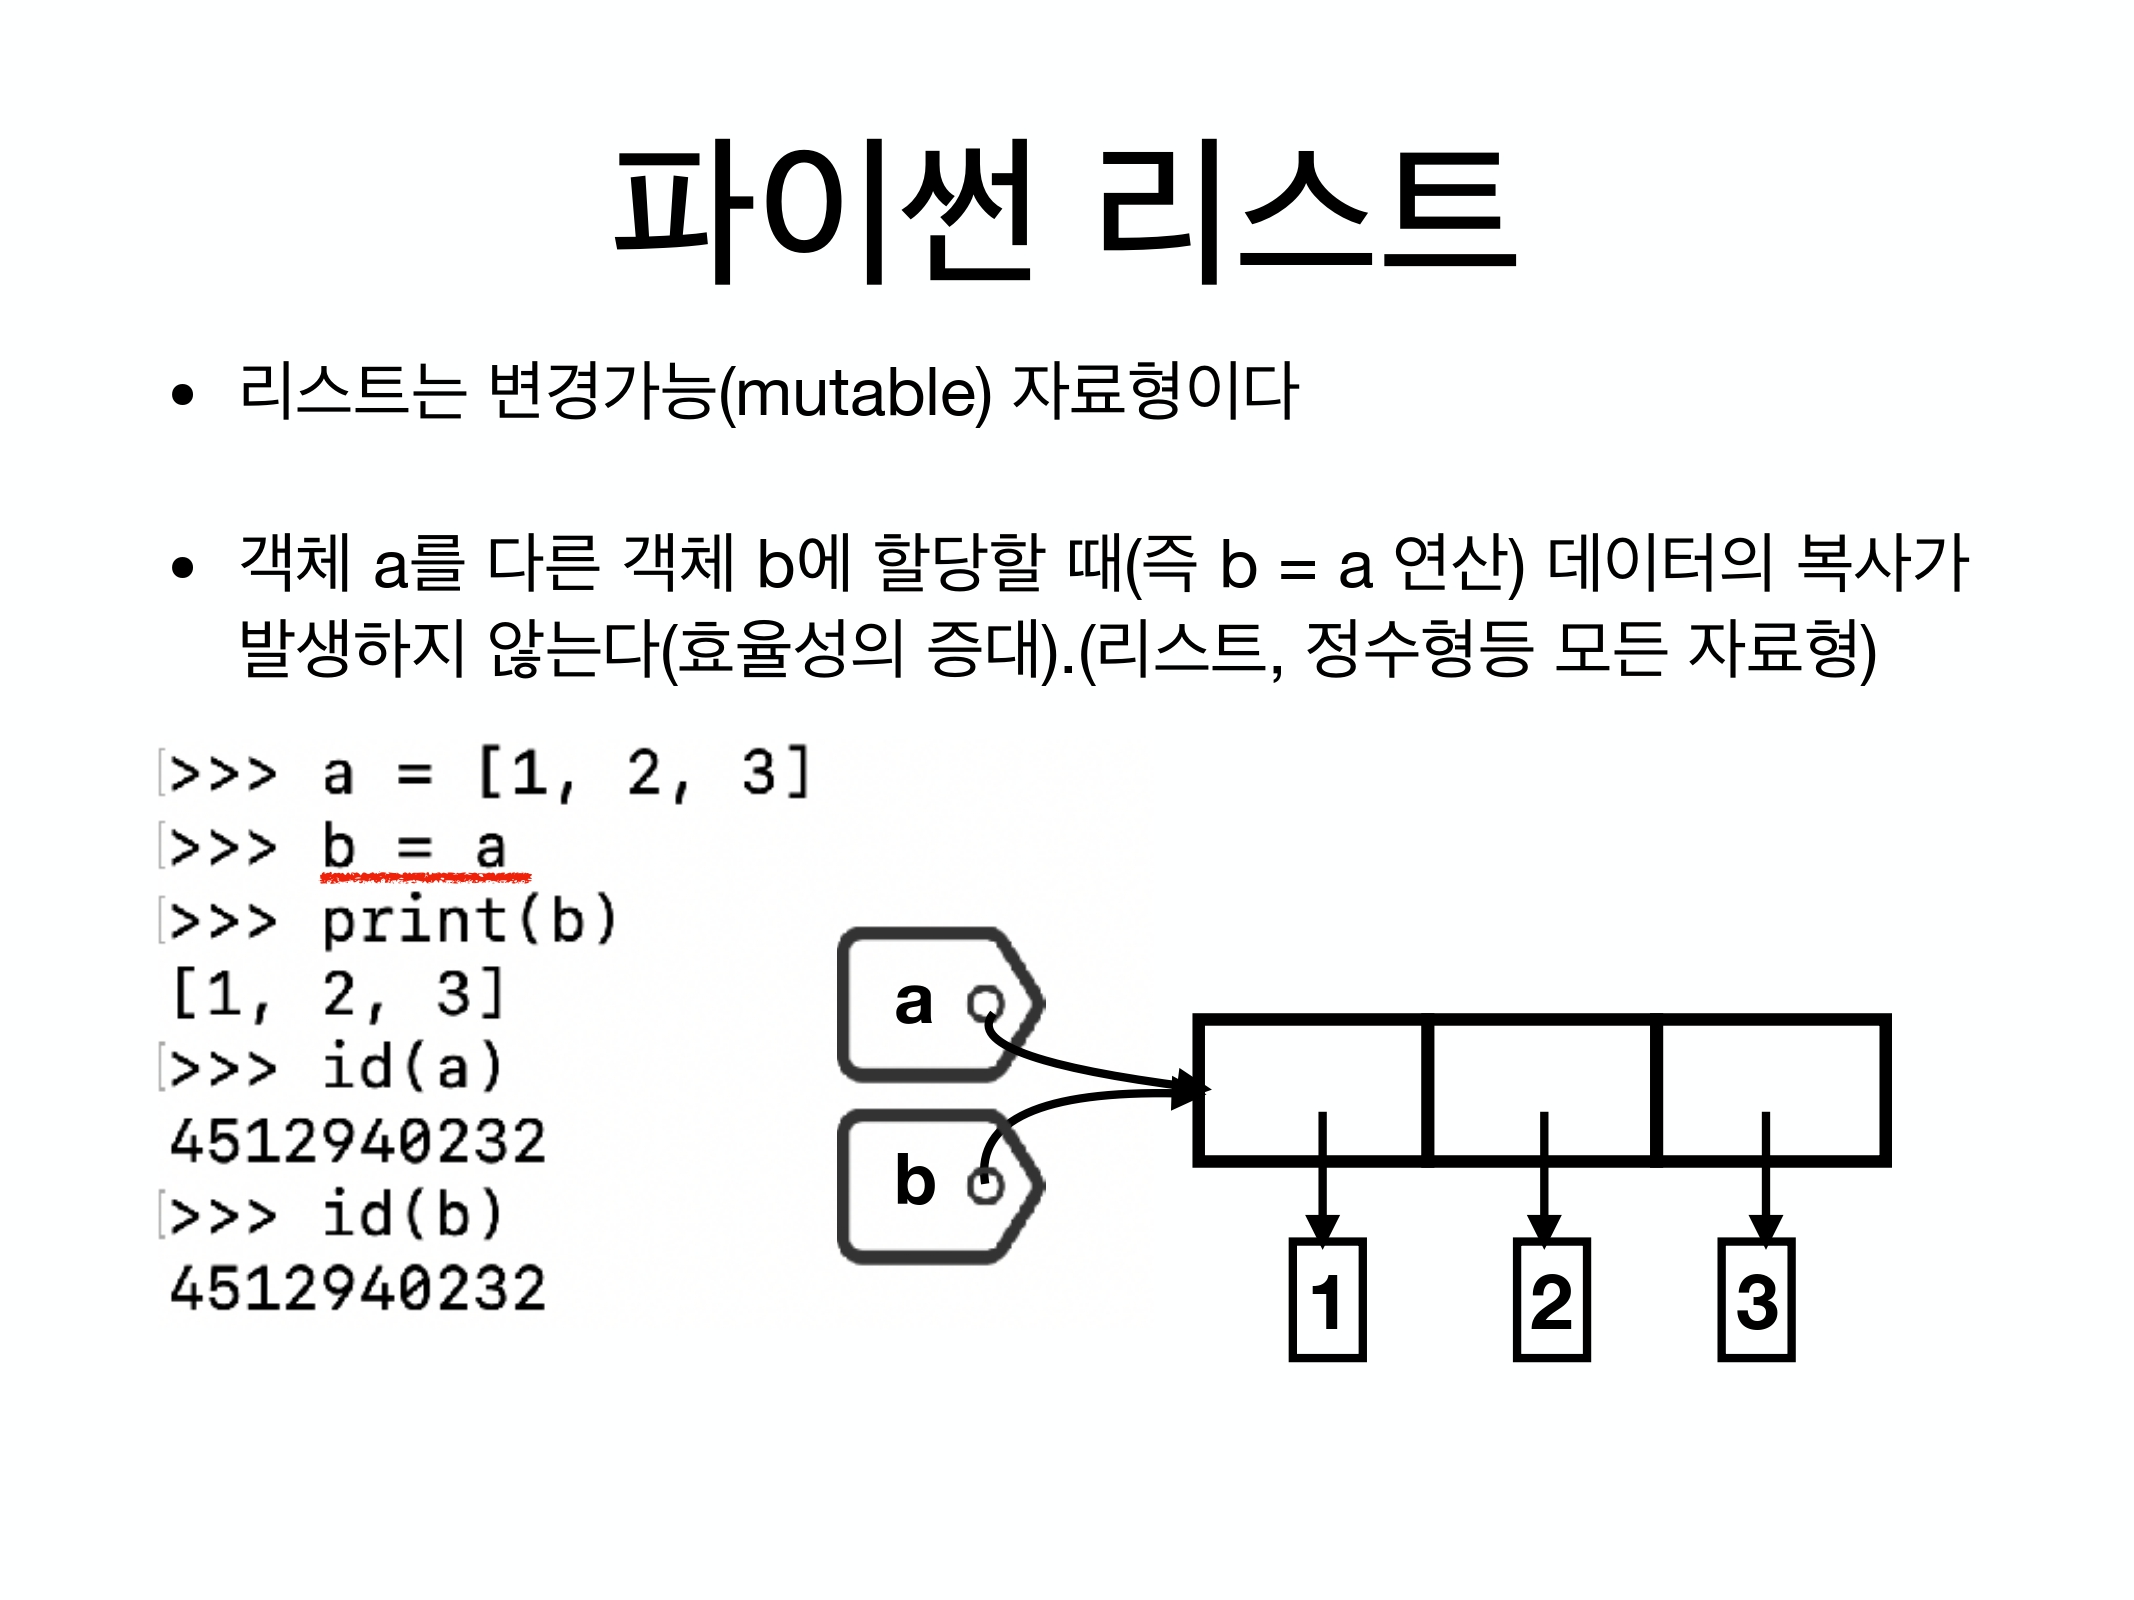 파이썬 리스트
• 리스트는 변경가능(mutable) 자료형이다
• 객체 a를 다른 객체 b에 할당할 때(즉 b = a 연산) 데이터의 복사가
발생하지 않는다(효율성의 증대).(리스트, 정수형등 모든 자료형)
>>> a = [1, 2, 3]
>>> b = a
>>> print(b)
[1, 2, 3]
>>> id(a)
4512940232
>>> id(b)
4512940232
a
b
1 2 3